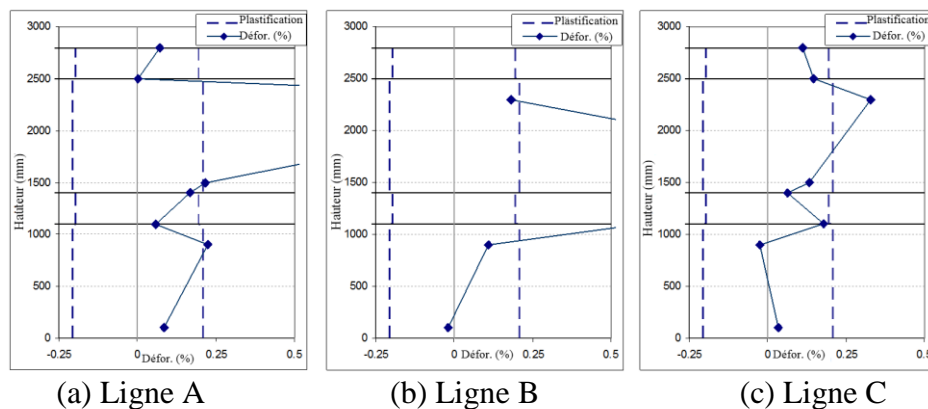 3000
2500
2000
1500
1000
500
0
-0.25
0
0.25
0.5
Hauteur (mm)
Défor. (%)
Plastification
Défor. (%)
(a) Ligne A
3000
2500
2000
1500
1000
500
0
-0.25
0
0.25
0.5
Hauteur (mm)
Défor. (%)
Plastification
Défor. (%)
(b) Ligne B
3000
2500
2000
1500
1000
500
0
-0.25
0
0.25
0.5
Hauteur (mm)
Défor. (%)
Plastification
Défor. (%)
(c) Ligne C